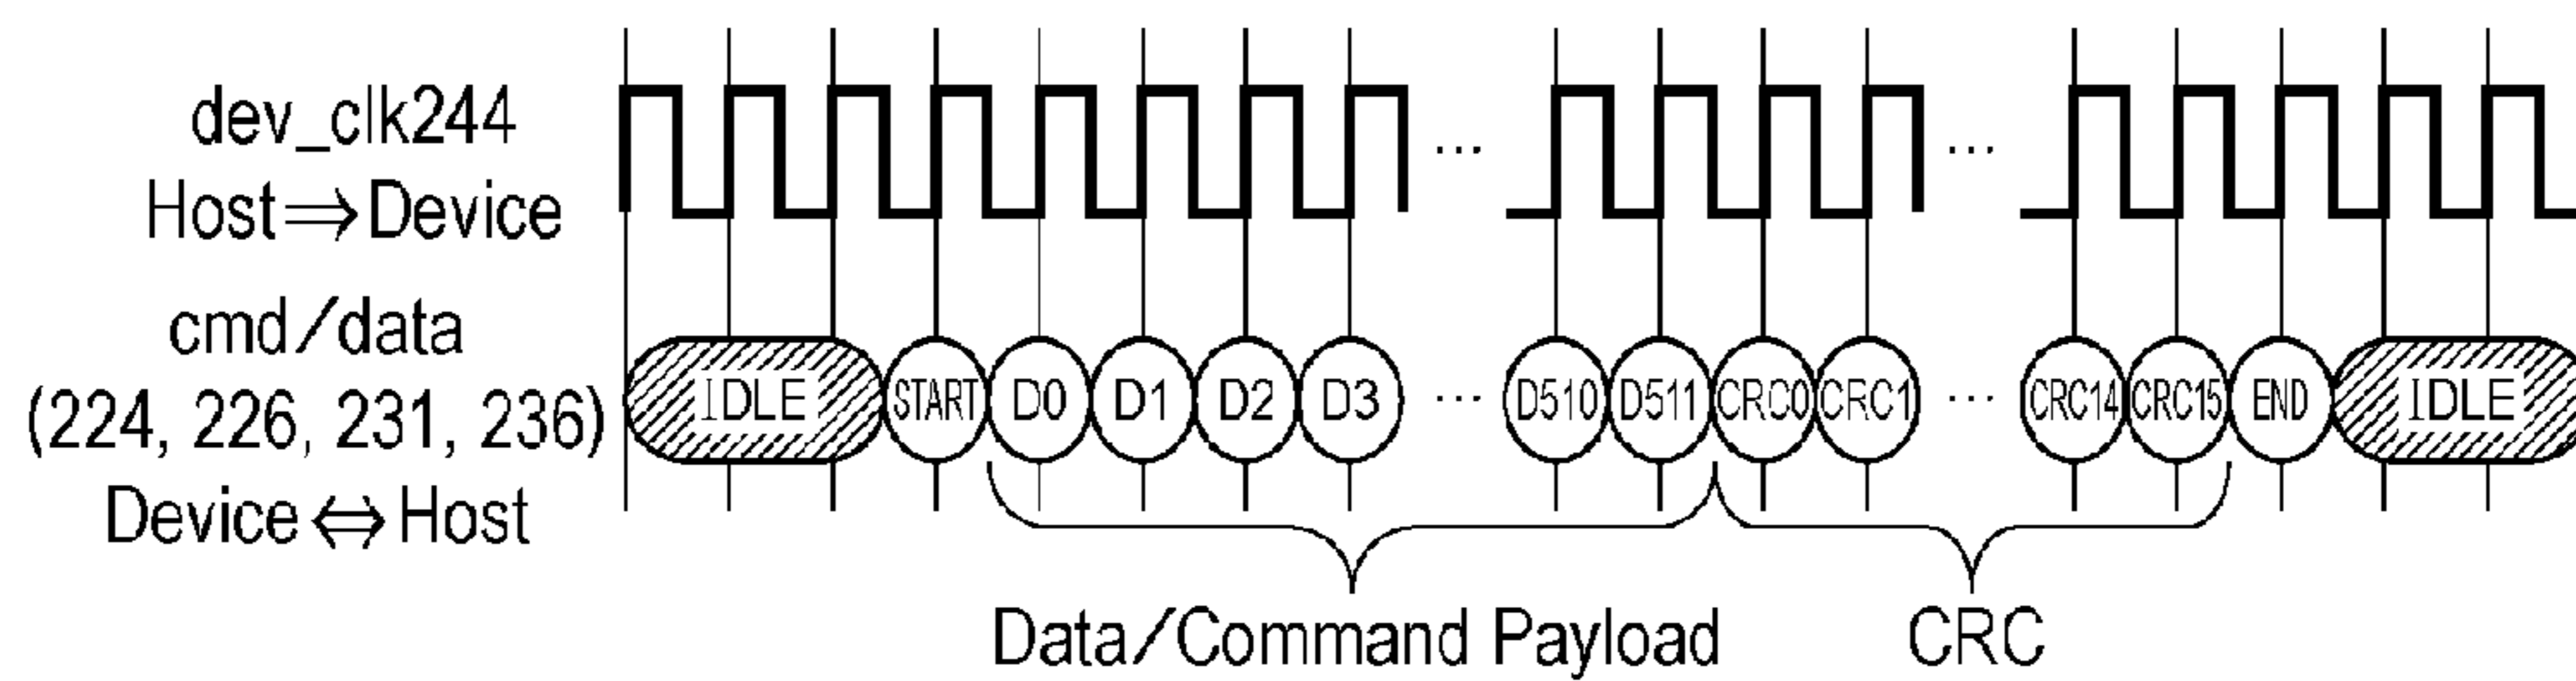 dev_clk244
Host⇒Device
cmd/data
(224, 226, 231, 236)
Device⇔Host
IDLE START D0 D1 D2 D3 ... D510 D511 CRC0 CRC1 ... CRC14 CRC15 END IDLE
Data/Command Payload CRC